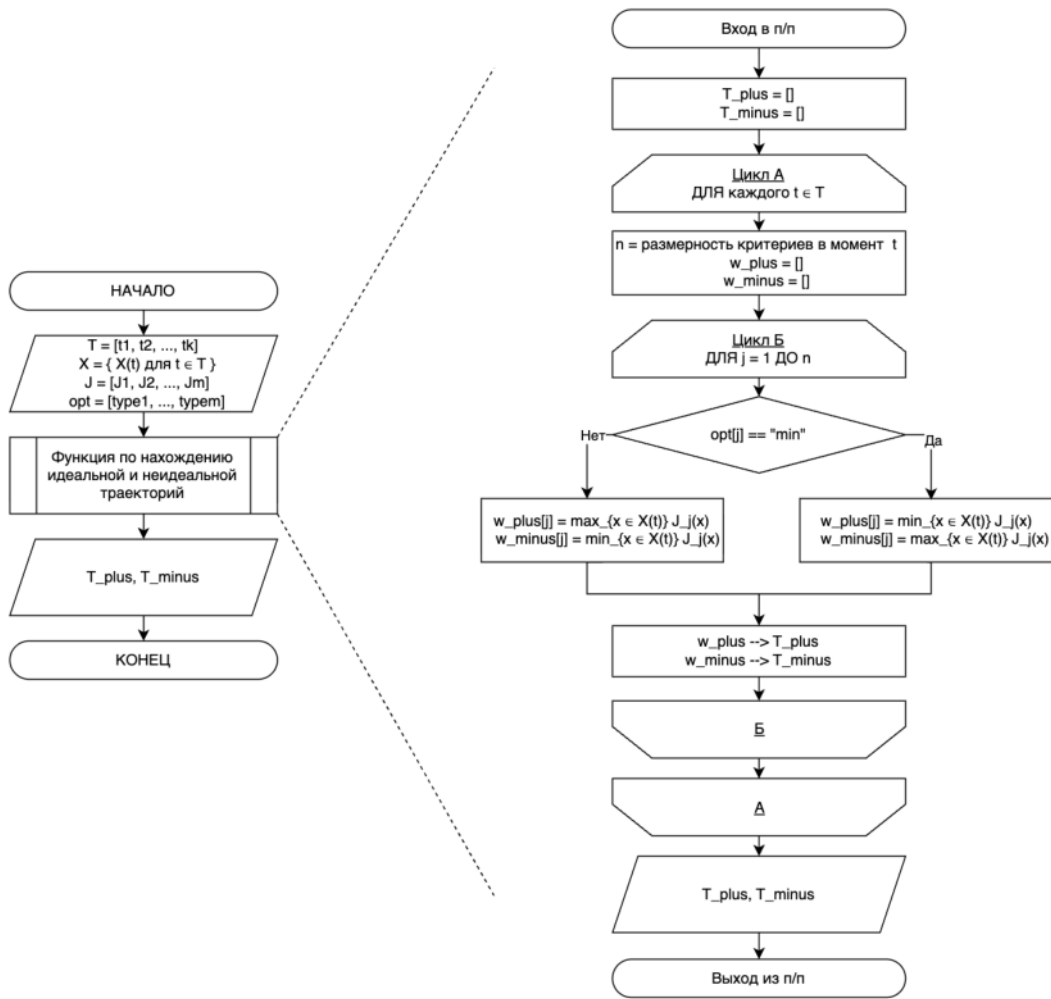 НАЧАЛО
T = [t1, t2, ..., tk]
X = { X(t) для t ∈ T }
J = [J1, J2, ..., Jm]
opt = [type1, ..., typem]
Функция по нахождению
идеальной и неидеальной
траекторий
T_plus, T_minus
КОНЕЦ
Вход в п/п
T_plus = []
T_minus = []
Цикл А
ДЛЯ каждого t ∈ T
n = размерность критериев в момент t
w_plus = []
w_minus = []
Цикл Б
ДЛЯ j = 1 ДО n
opt[j] == "min"
Нет
Да
w_plus[j] = max_{x ∈ X(t)} J_j(x)
w_minus[j] = min_{x ∈ X(t)} J_j(x)
w_plus[j] = min_{x ∈ X(t)} J_j(x)
w_minus[j] = max_{x ∈ X(t)} J_j(x)
w_plus --> T_plus
w_minus --> T_minus
Б
А
T_plus, T_minus
Выход из п/п